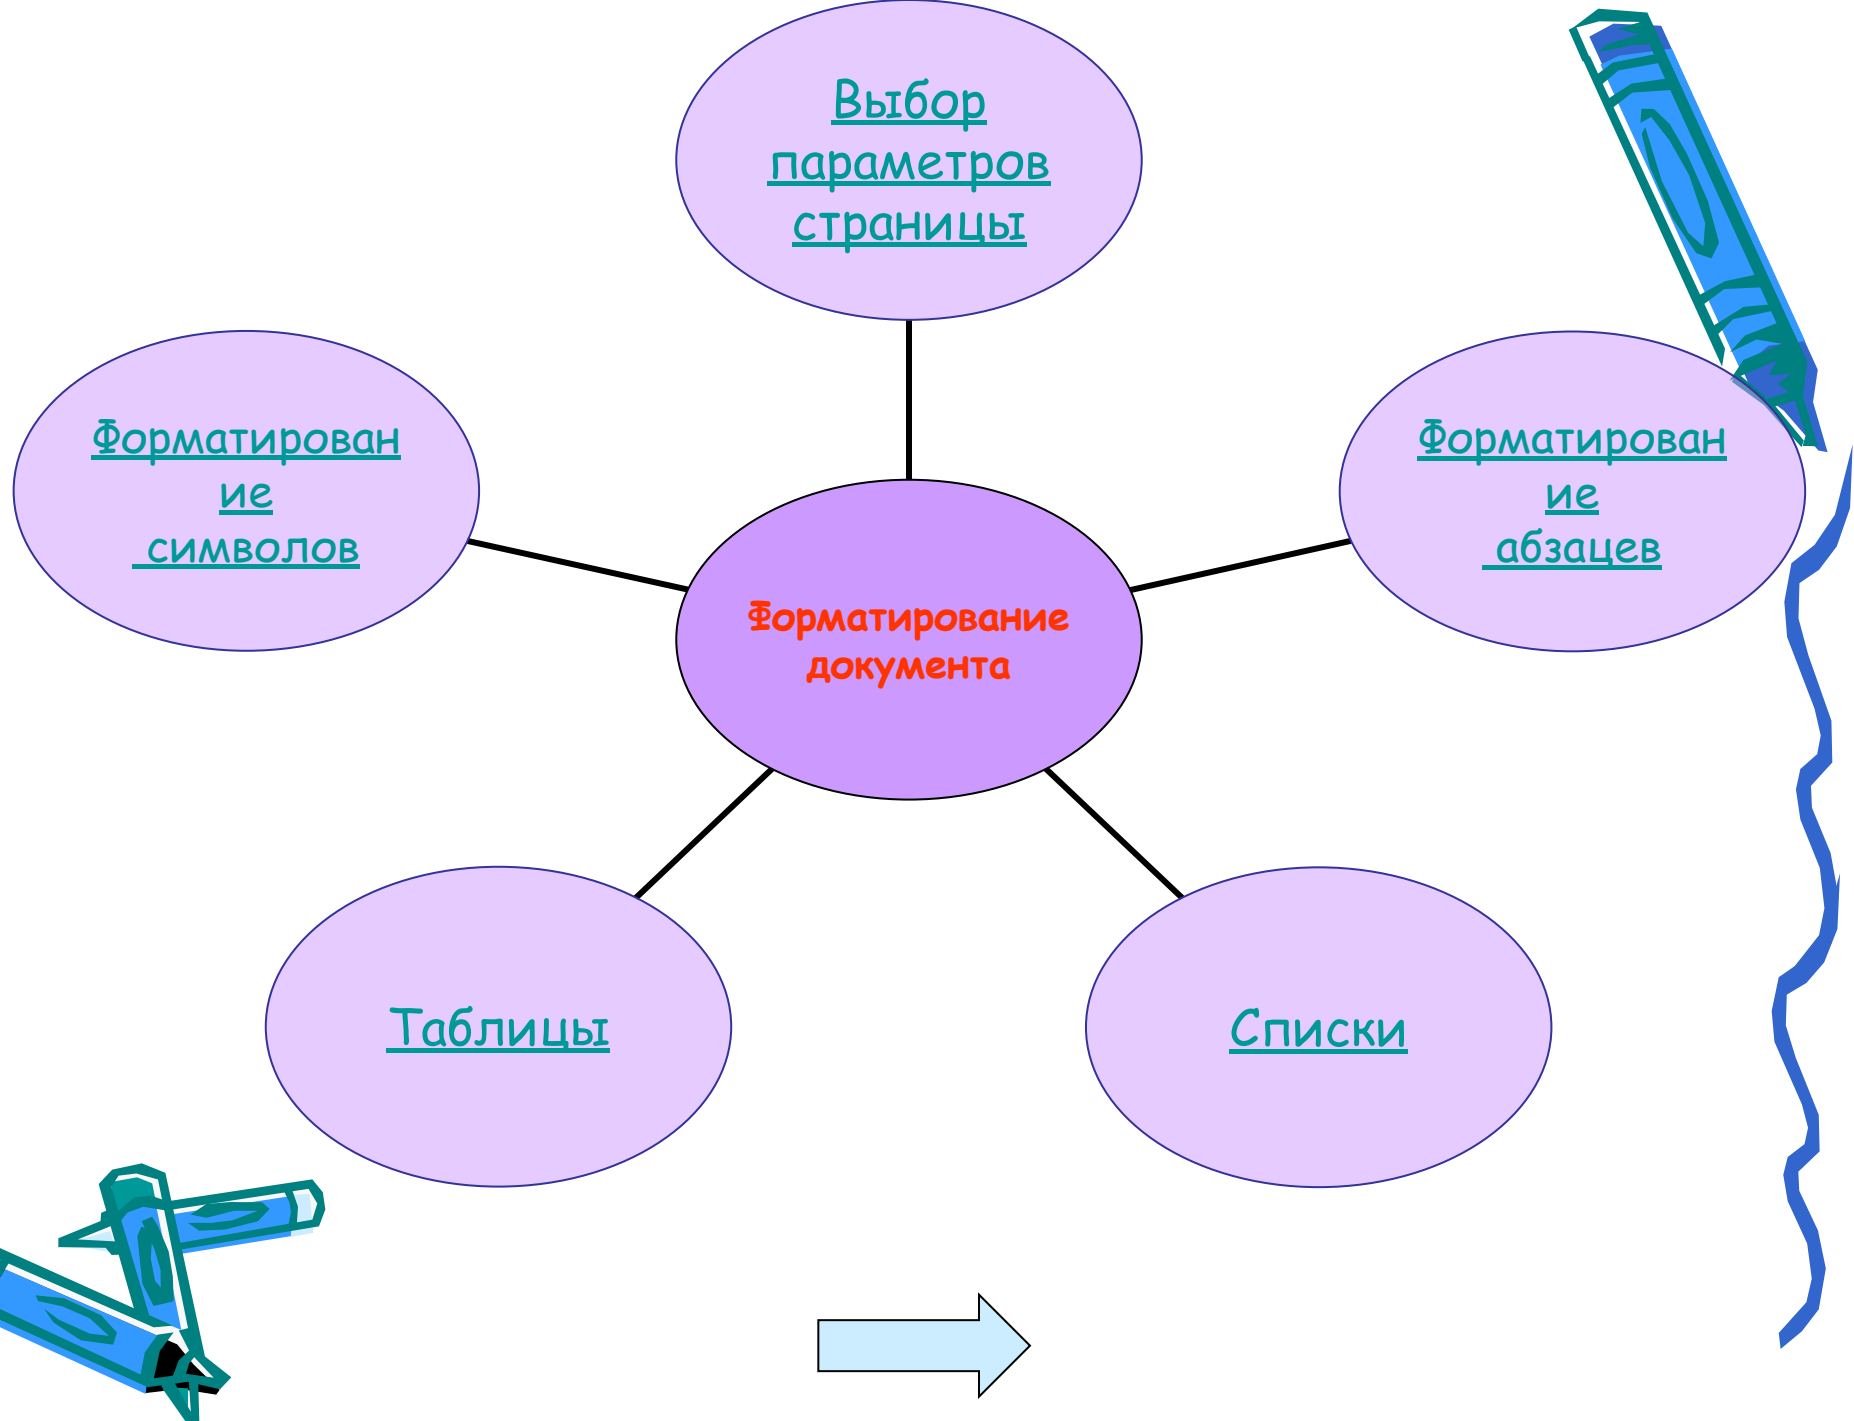 Выбор
параметров
страницы
Форматирован
ие
символов
Форматирован
ие
абзацев
Форматирование
документа
Таблицы
Списки